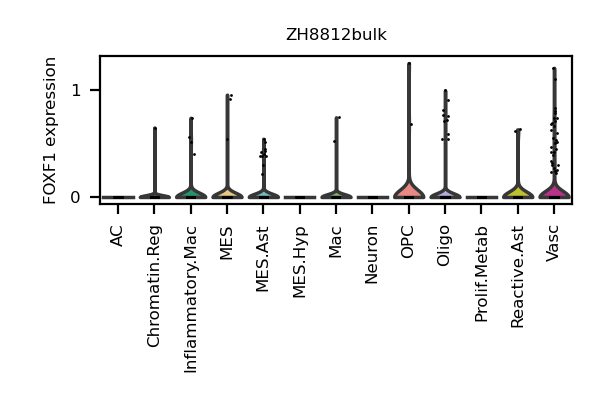 ZH8812bulk
FOXF1 expression
1
0
AC
Chromatin.Reg
Inflammatory.Mac
MES
MES.Ast
MES.Hyp
Mac
Neuron
OPC
Oligo
Prolif.Metab
Reactive.Ast
Vasc